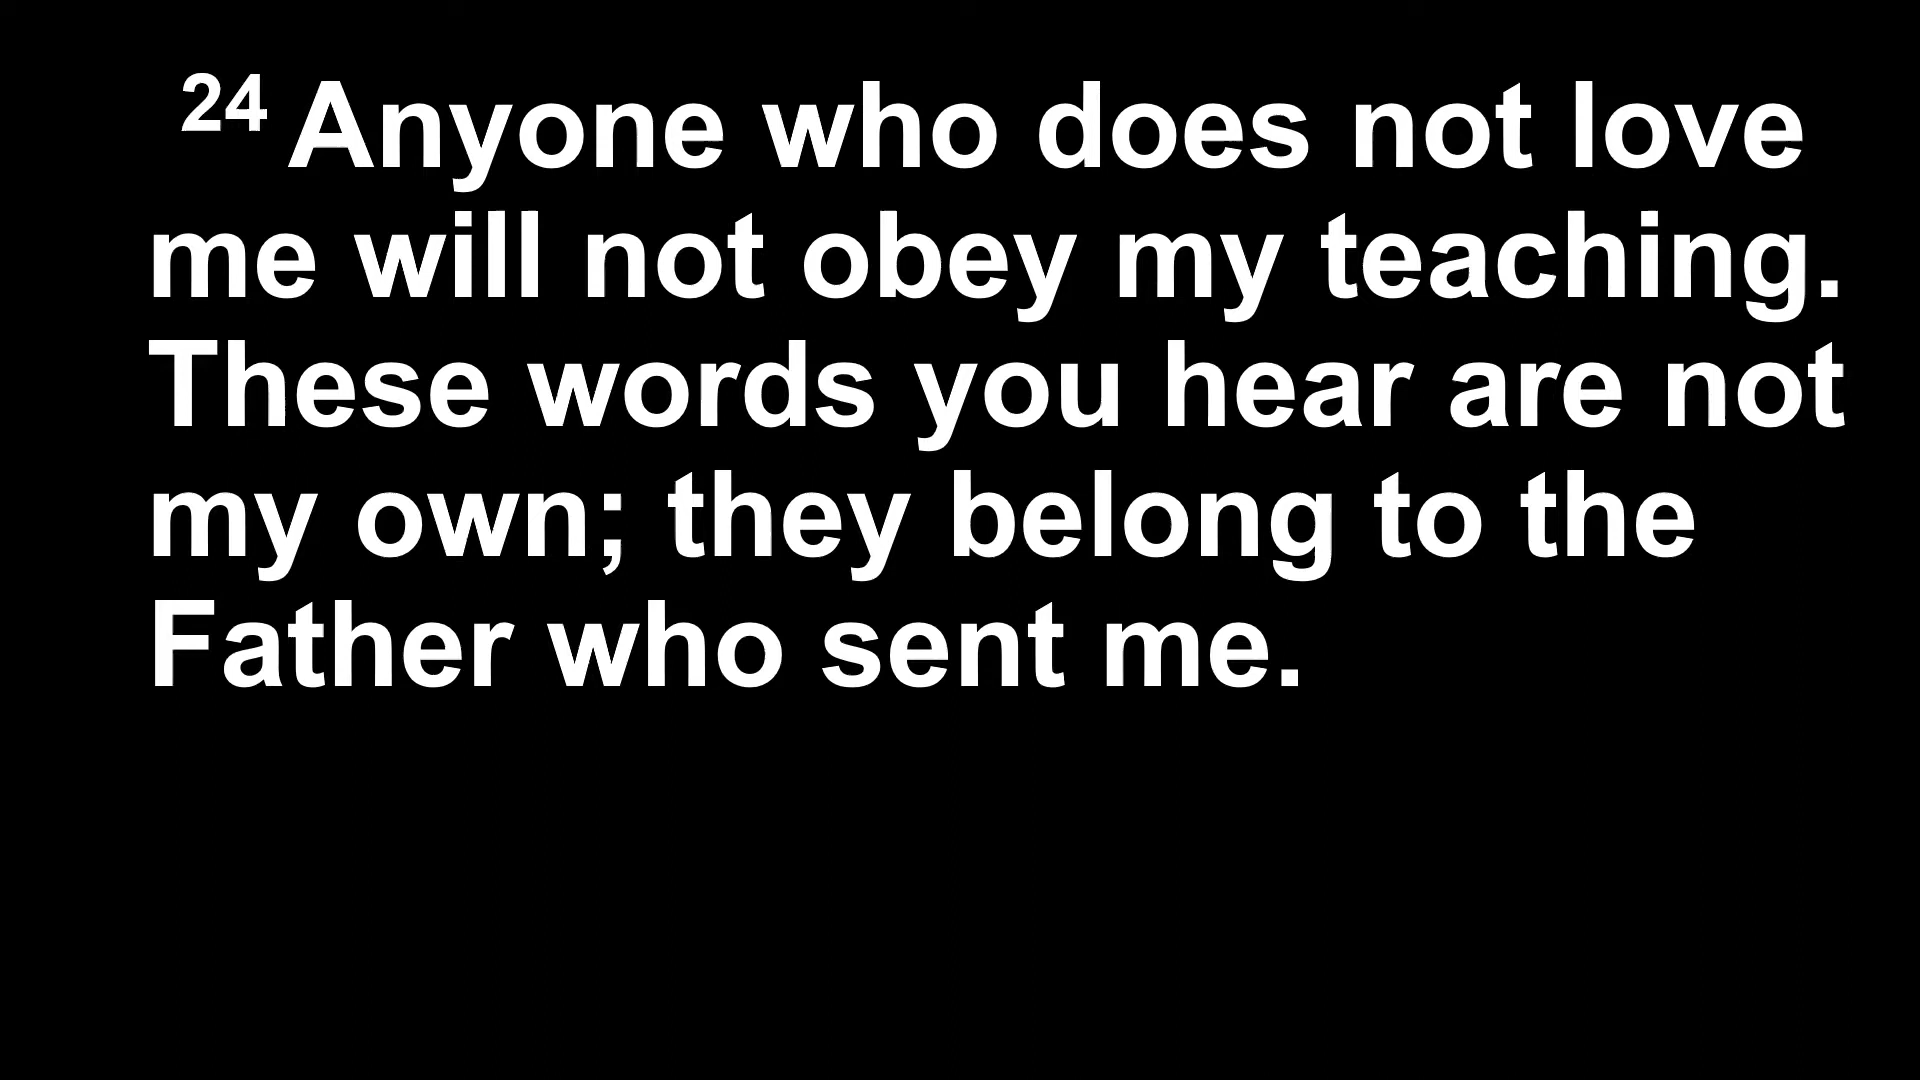 24 Anyone who does not love
me will not obey my teaching.
These words you hear are not
my own; they belong to the
Father who sent me.